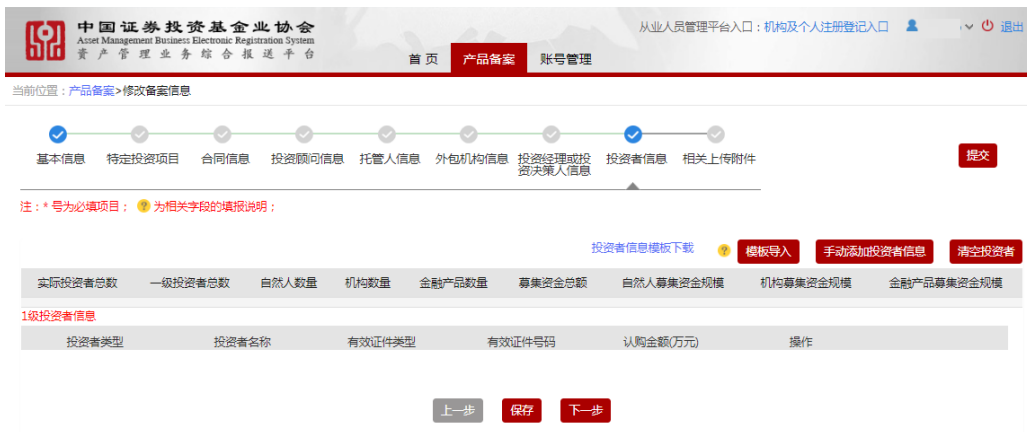 中国证券投资基金业协会
Asset Management Business Electronic Registration System
资产管理业务综合报送平台
从业人员管理平台入口：机构及个人注册登记入口 退出
首页 产品备案 账号管理
当前位置：产品备案>修改备案信息
基本信息 特定投资项目 合同信息 投资顾问信息 托管人信息 外包机构信息 投资经理或投资决策人信息 投资者信息 相关上传附件
提交
注：* 号为必填项目； ? 为相关字段的填报说明；
投资者信息模板下载 ? 模板导入 手动添加投资者信息 清空投资者
实际投资者总数 一级投资者总数 自然人数量 机构数量 金融产品数量 募集资金总额 自然人募集资金规模 机构募集资金规模 金融产品募集资金规模
1级投资者信息
投资者类型 投资者名称 有效证件类型 有效证件号码 认购金额(万元) 操作
上一步 保存 下一步